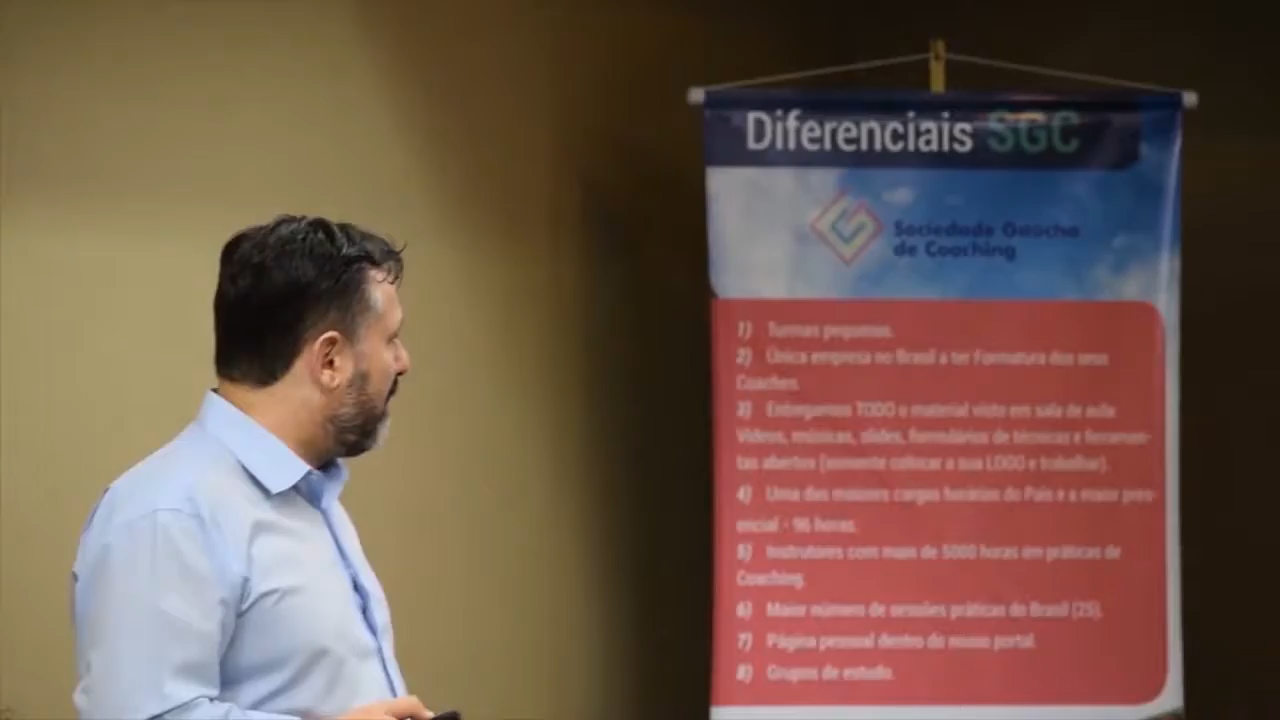 Diferenciais SGC
Sociedade Gaúcha
de Coaching
1) Turmas pequenas.
2) Única empresa no Brasil a ter Formatura dos seus
Coaches.
3) Entregamos TODO o material visto em sala de aula
Vídeos, músicas, slides, formulários de técnicas e ferramen-
tas abertos (somente colocar a sua LOGO e trabalhar).
4) Uma das maiores cargas horárias do País e a maior pres-
encial - 96 horas.
5) Instrutores com mais de 5000 horas em práticas de
Coaching.
6) Maior número de sessões práticas do Brasil (25).
7) Página pessoal dentro do nosso portal.
8) Grupos de estudo.